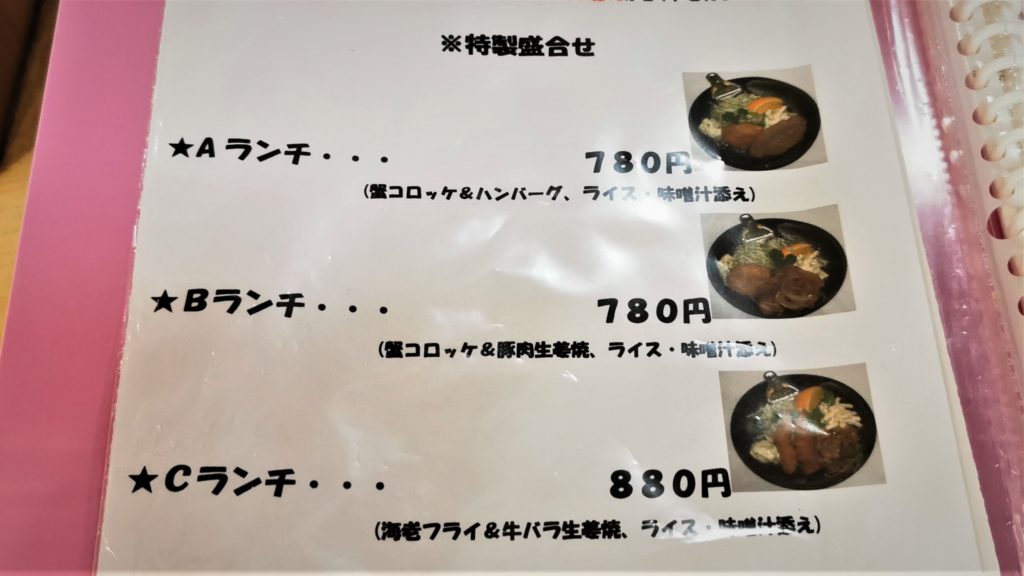 ※特製盛合せ
★Aランチ・・・ 780円
(蟹コロッケ&ハンバーグ、ライス・味噌汁添え)
★Bランチ・・・ 780円
(蟹コロッケ&豚肉生姜焼、ライス・味噌汁添え)
★Cランチ・・・ 880円
(海老フライ&牛バラ生姜焼、ライス・味噌汁添え)